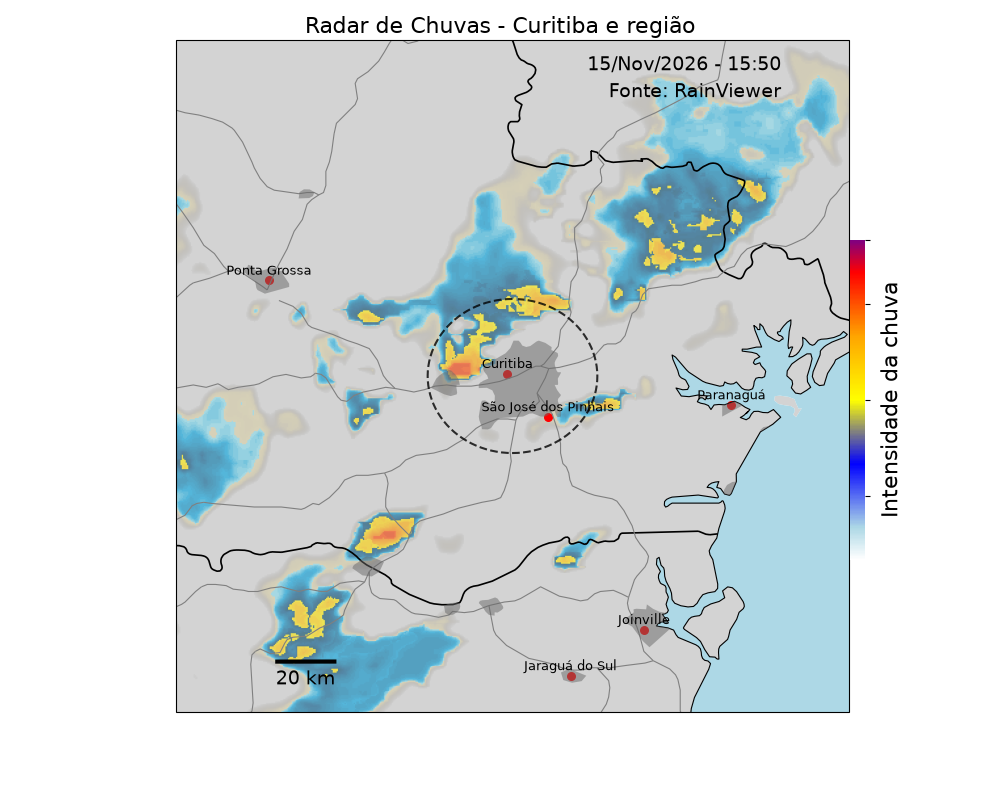 Radar de Chuvas - Curitiba e região
15/Nov/2026 - 15:50
Fonte: RainViewer
Ponta Grossa
Curitiba
São José dos Pinhais
Paranaguá
Joinville
Jaraguá do Sul
20 km
Intensidade da chuva